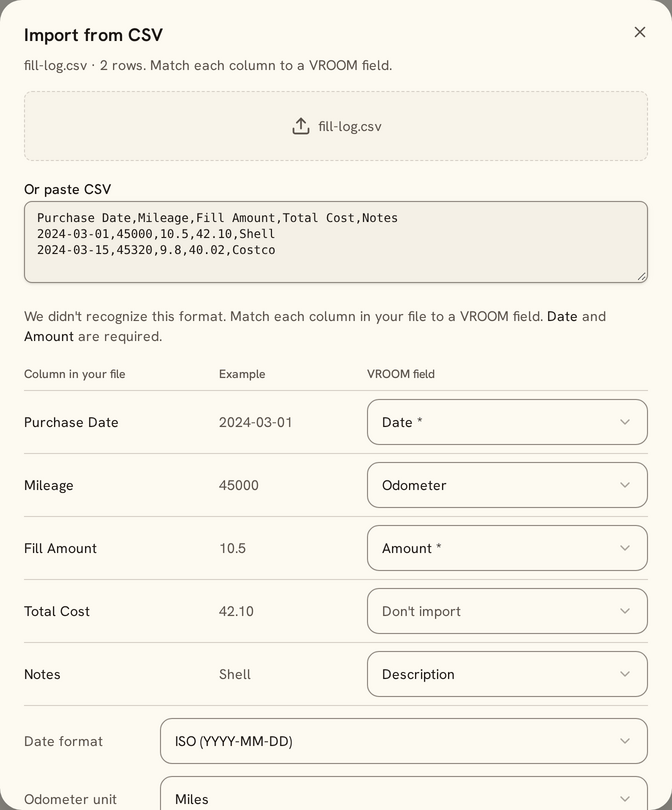 Import from CSV
fill-log.csv · 2 rows. Match each column to a VROOM field.
fill-log.csv
Or paste CSV
Purchase Date,Mileage,Fill Amount,Total Cost,Notes
2024-03-01,45000,10.5,42.10,Shell
2024-03-15,45320,9.8,40.02,Costco
We didn't recognize this format. Match each column in your file to a VROOM field. Date and
Amount are required.
Column in your file Example VROOM field
Purchase Date 2024-03-01 Date *
Mileage 45000 Odometer
Fill Amount 10.5 Amount *
Total Cost 42.10 Don't import
Notes Shell Description
Date format ISO (YYYY-MM-DD)
Odometer unit Miles